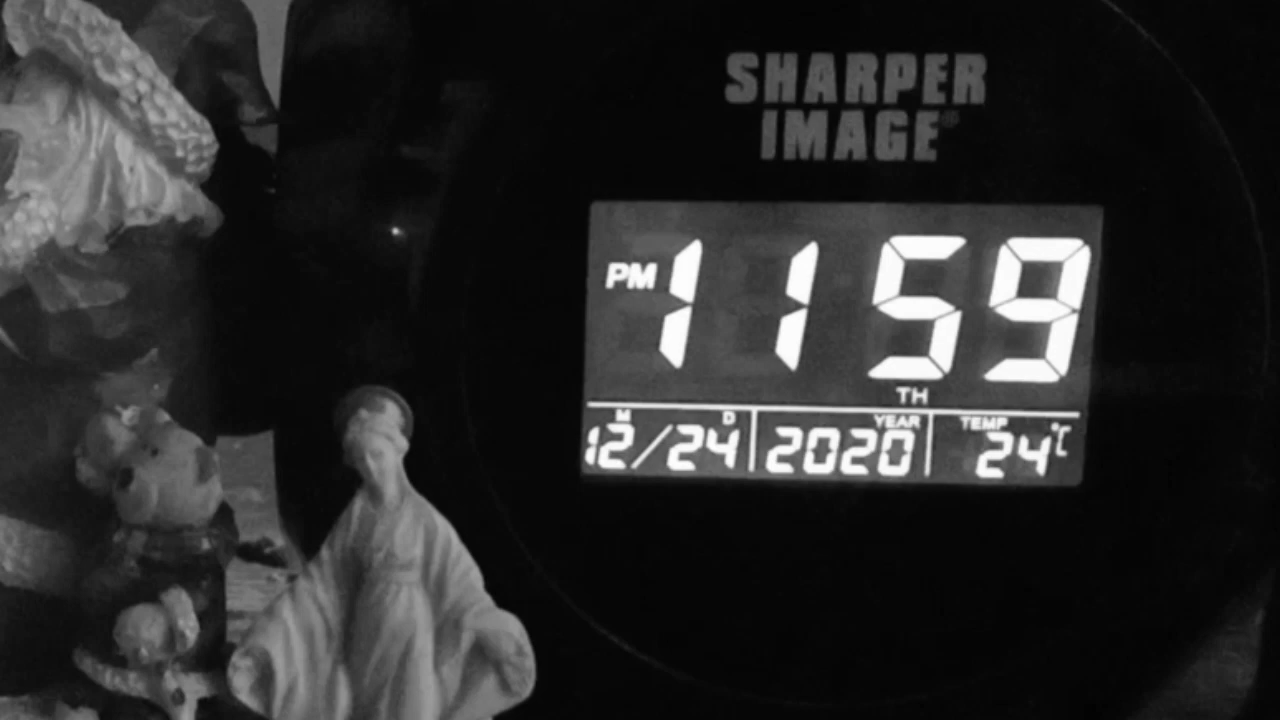 SHARPER
IMAGE®
PM 11 59
TH
M D YEAR TEMP
12/24 2020 24°C